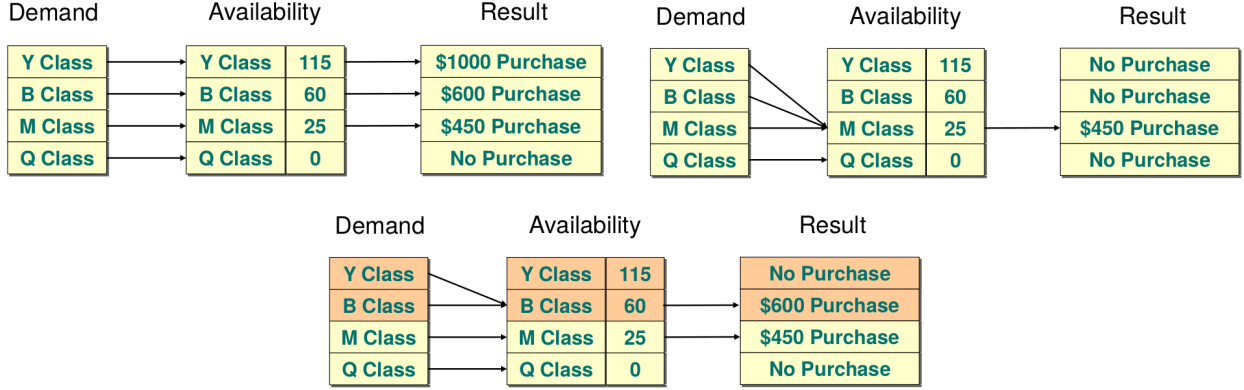 Demand Availability Result
Y Class Y Class 115 $1000 Purchase
B Class B Class 60 $600 Purchase
M Class M Class 25 $450 Purchase
Q Class Q Class 0 No Purchase
Demand Availability Result
Y Class Y Class 115 No Purchase
B Class B Class 60 No Purchase
M Class M Class 25 $450 Purchase
Q Class Q Class 0 No Purchase
Demand Availability Result
Y Class Y Class 115 No Purchase
B Class B Class 60 $600 Purchase
M Class M Class 25 $450 Purchase
Q Class Q Class 0 No Purchase